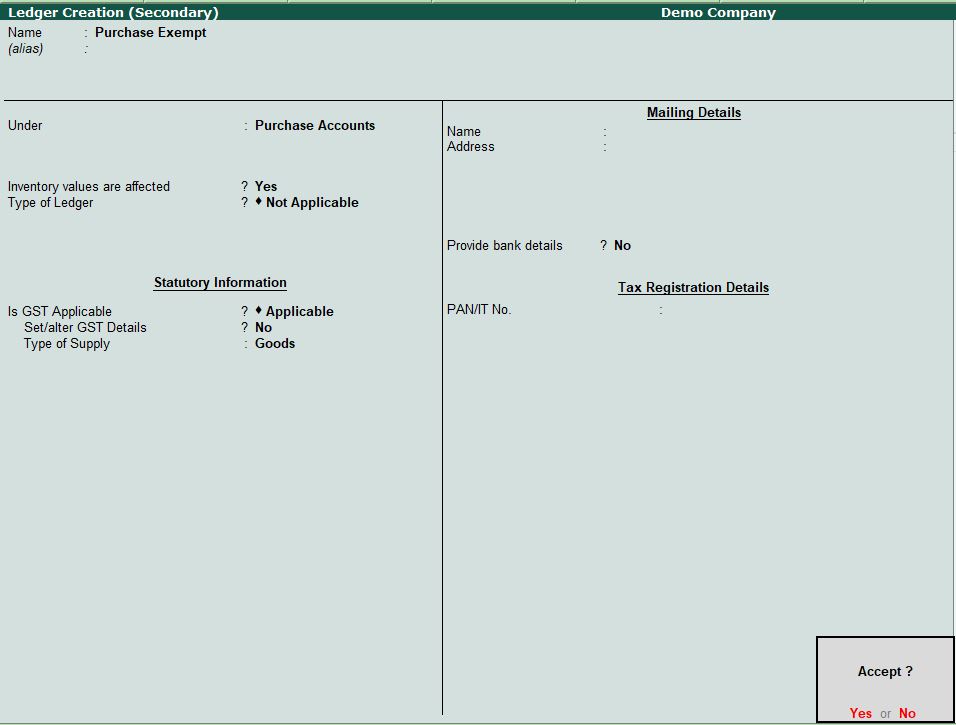 Ledger Creation (Secondary) Demo Company
Name : Purchase Exempt
(alias) :
Under : Purchase Accounts
Inventory values are affected ? Yes
Type of Ledger ? ♦ Not Applicable
Statutory Information
Is GST Applicable ? ♦ Applicable
Set/alter GST Details ? No
Type of Supply : Goods
Mailing Details
Name :
Address :
Provide bank details ? No
Tax Registration Details
PAN/IT No. :
Accept ?
Yes or No